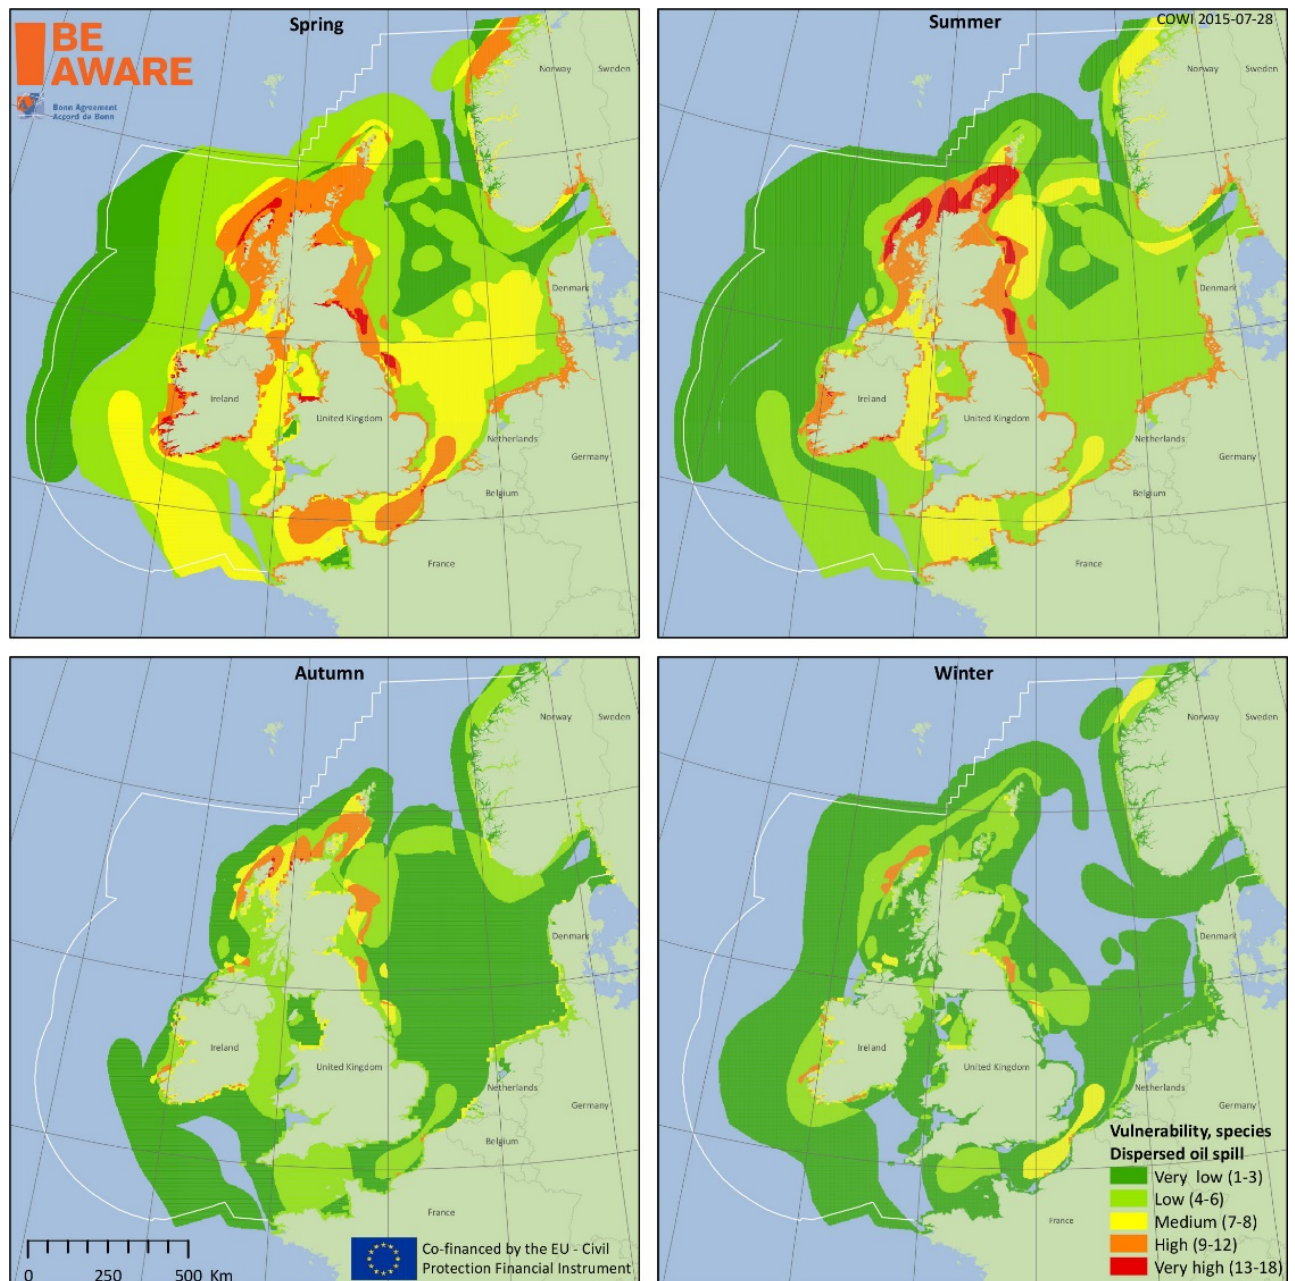 Spring
BE
AWARE
Bonn Agreement
Accord de Bonn
Norway
Sweden
Denmark
Ireland
United Kingdom
Netherlands
Germany
Belgium
France
Summer
COWI 2015-07-28
Norway
Sweden
Denmark
Ireland
United Kingdom
Netherlands
Germany
Belgium
France
Autumn
Norway
Sweden
Denmark
Ireland
United Kingdom
Netherlands
Germany
Belgium
France
0 250 500 Km
Co-financed by the EU - Civil
Protection Financial Instrument
Winter
Norway
Sweden
Denmark
Ireland
United Kingdom
Netherlands
Germany
Belgium
France
Vulnerability, species
Dispersed oil spill
Very low (1-3)
Low (4-6)
Medium (7-8)
High (9-12)
Very high (13-18)